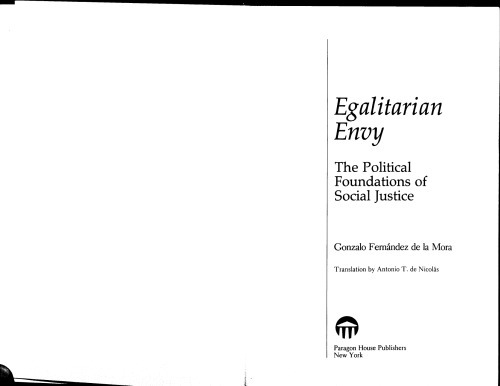 Egalitarian
Envy
The Political
Foundations of
Social Justice
Gonzalo Fernández de la Mora
Translation by Antonio T. de Nicolás
Paragon House Publishers
New York